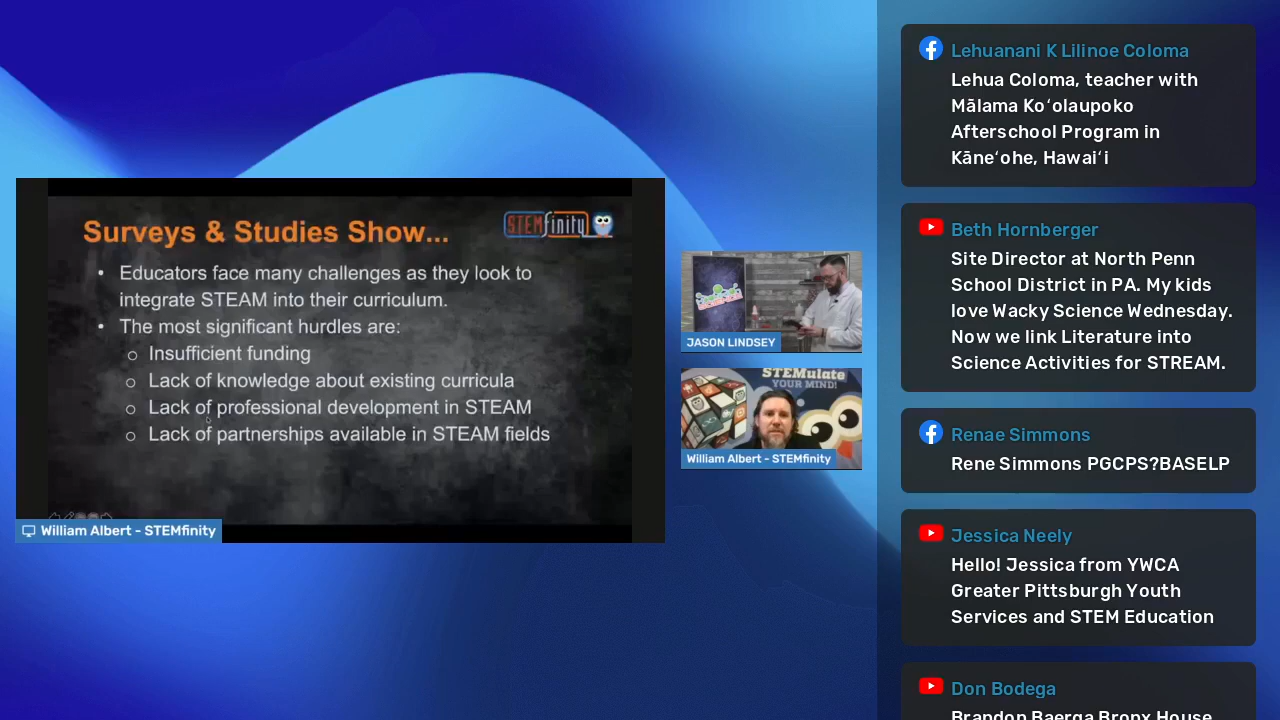 Surveys & Studies Show...
STEMfinity
• Educators face many challenges as they look to
integrate STEAM into their curriculum.
• The most significant hurdles are:
o Insufficient funding
o Lack of knowledge about existing curricula
o Lack of professional development in STEAM
o Lack of partnerships available in STEAM fields
William Albert - STEMfinity
JASON LINDSEY
STEMulate
YOUR MIND!
William Albert - STEMfinity
Lehuanani K Lilinoe Coloma
Lehua Coloma, teacher with
Mālama Koʻolaupoko
Afterschool Program in
Kāneʻohe, Hawaiʻi
Beth Hornberger
Site Director at North Penn
School District in PA. My kids
love Wacky Science Wednesday.
Now we link Literature into
Science Activities for STREAM.
Renae Simmons
Rene Simmons PGCPS?BASELP
Jessica Neely
Hello! Jessica from YWCA
Greater Pittsburgh Youth
Services and STEM Education
Don Bodega
Brandon Baerga Bronx House